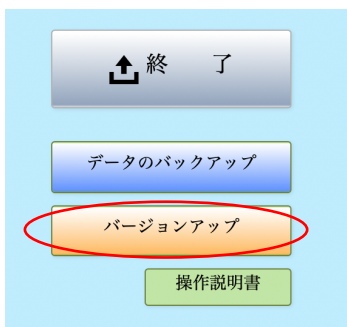 終　了
データのバックアップ
バージョンアップ
操作説明書